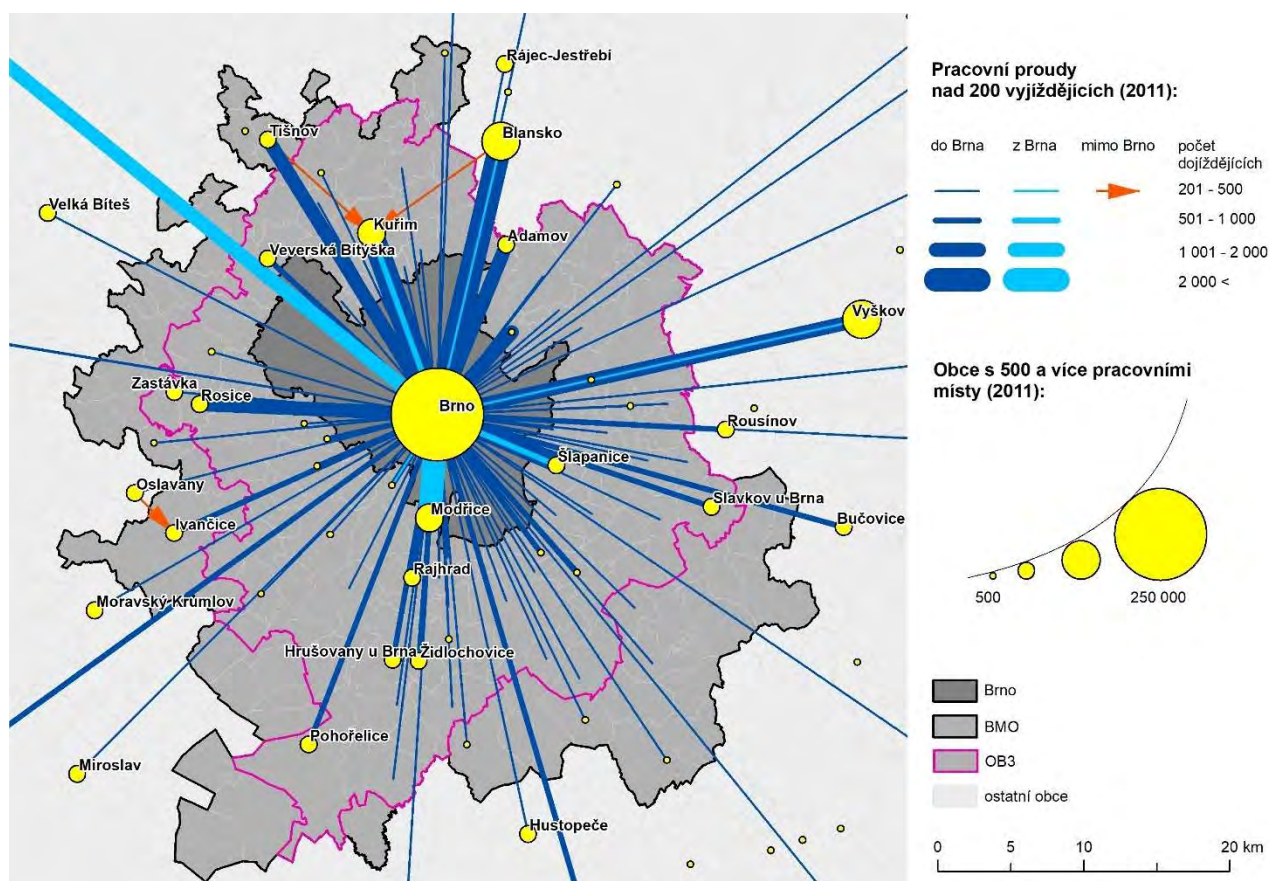 Rájec-Jestřebí
Tišnov
Blansko
Velká Bíteš
Kuřim
Veverská Bítýška
Adamov
Vyškov
Zastávka
Rosice
Brno
Rousínov
Šlapanice
Oslavany
Modřice
Slavkov u Brna
Ivančice
Bučovice
Rajhrad
Moravský Krumlov
Hrušovany u Brna
Židlochovice
Pohořelice
Miroslav
Hustopeče
Pracovní proudy
nad 200 vyjíždějících (2011):
do Brna z Brna mimo Brno počet
dojíždějících
201 - 500
501 - 1 000
1 001 - 2 000
2 000 <
Obce s 500 a více pracovními
místy (2011):
500 250 000
Brno
BMO
OB3
ostatní obce
0 5 10 20 km